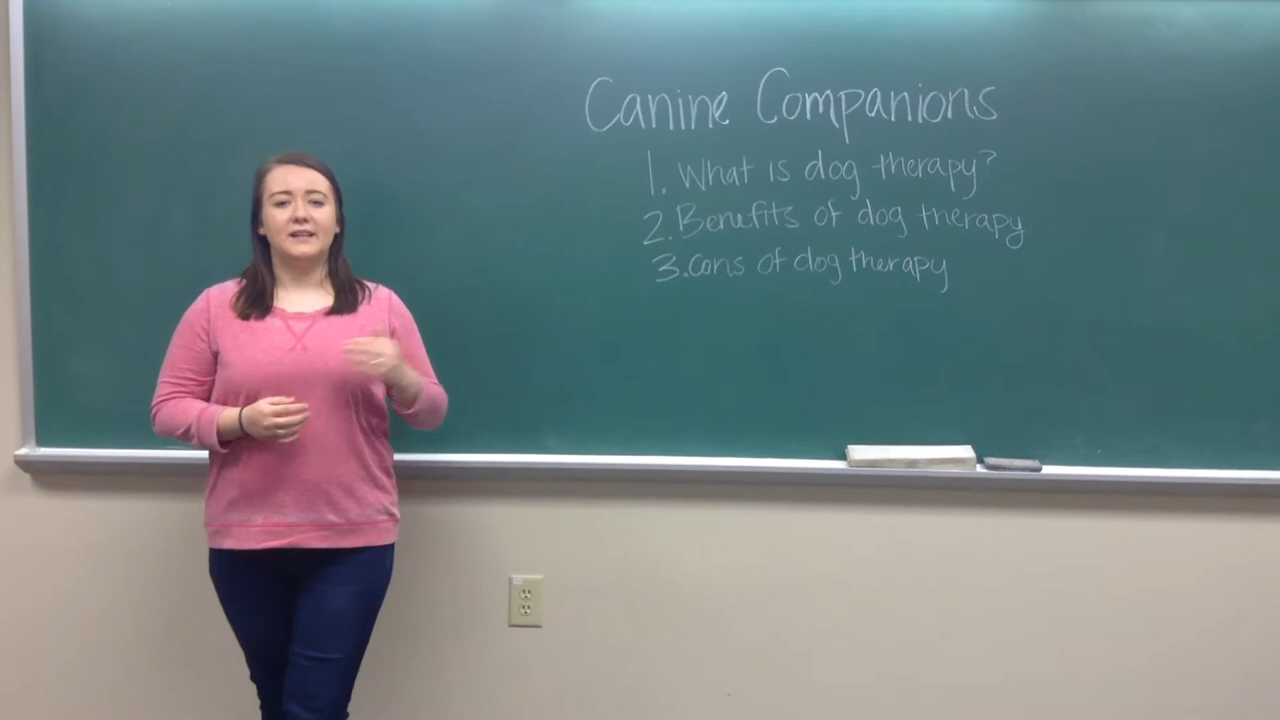 Canine Companions
1. What is dog therapy?
2. Benefits of dog therapy
3. cons of dog therapy